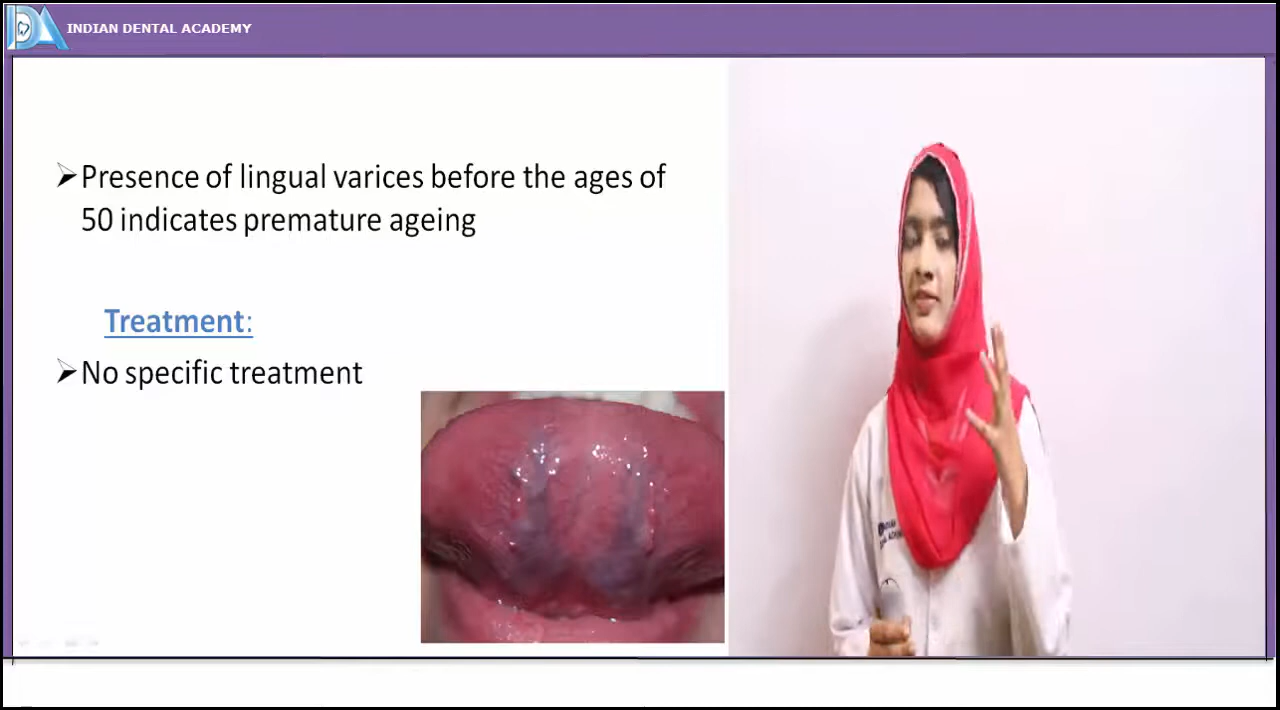 INDIAN DENTAL ACADEMY
➢Presence of lingual varices before the ages of
50 indicates premature ageing
Treatment:
➢No specific treatment